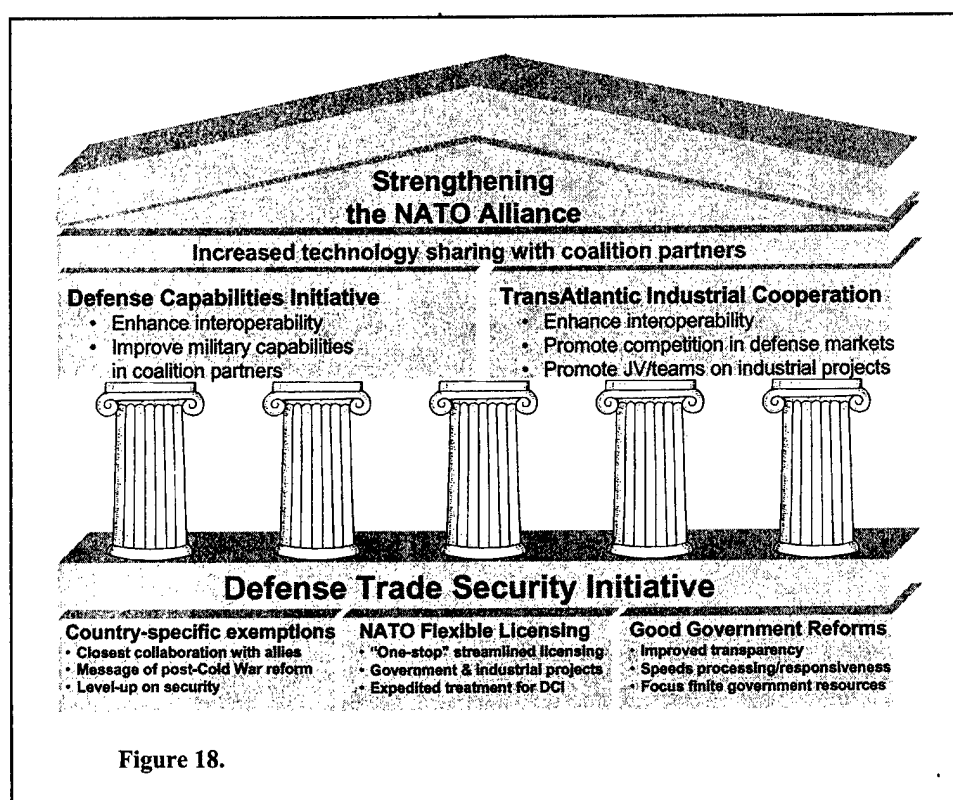 Strengthening
the NATO Alliance
Increased technology sharing with coalition partners
Defense Capabilities Initiative
• Enhance interoperability
• Improve military capabilities
in coalition partners
TransAtlantic Industrial Cooperation
• Enhance interoperability
• Promote competition in defense markets
• Promote JV/teams on industrial projects
Defense Trade Security Initiative
Country-specific exemptions
• Closest collaboration with allies
• Message of post-Cold War reform
• Level-up on security
NATO Flexible Licensing
• "One-stop" streamlined licensing
• Government & industrial projects
• Expedited treatment for DCI
Good Government Reforms
• Improved transparency
• Speeds processing/responsiveness
• Focus finite government resources
Figure 18.